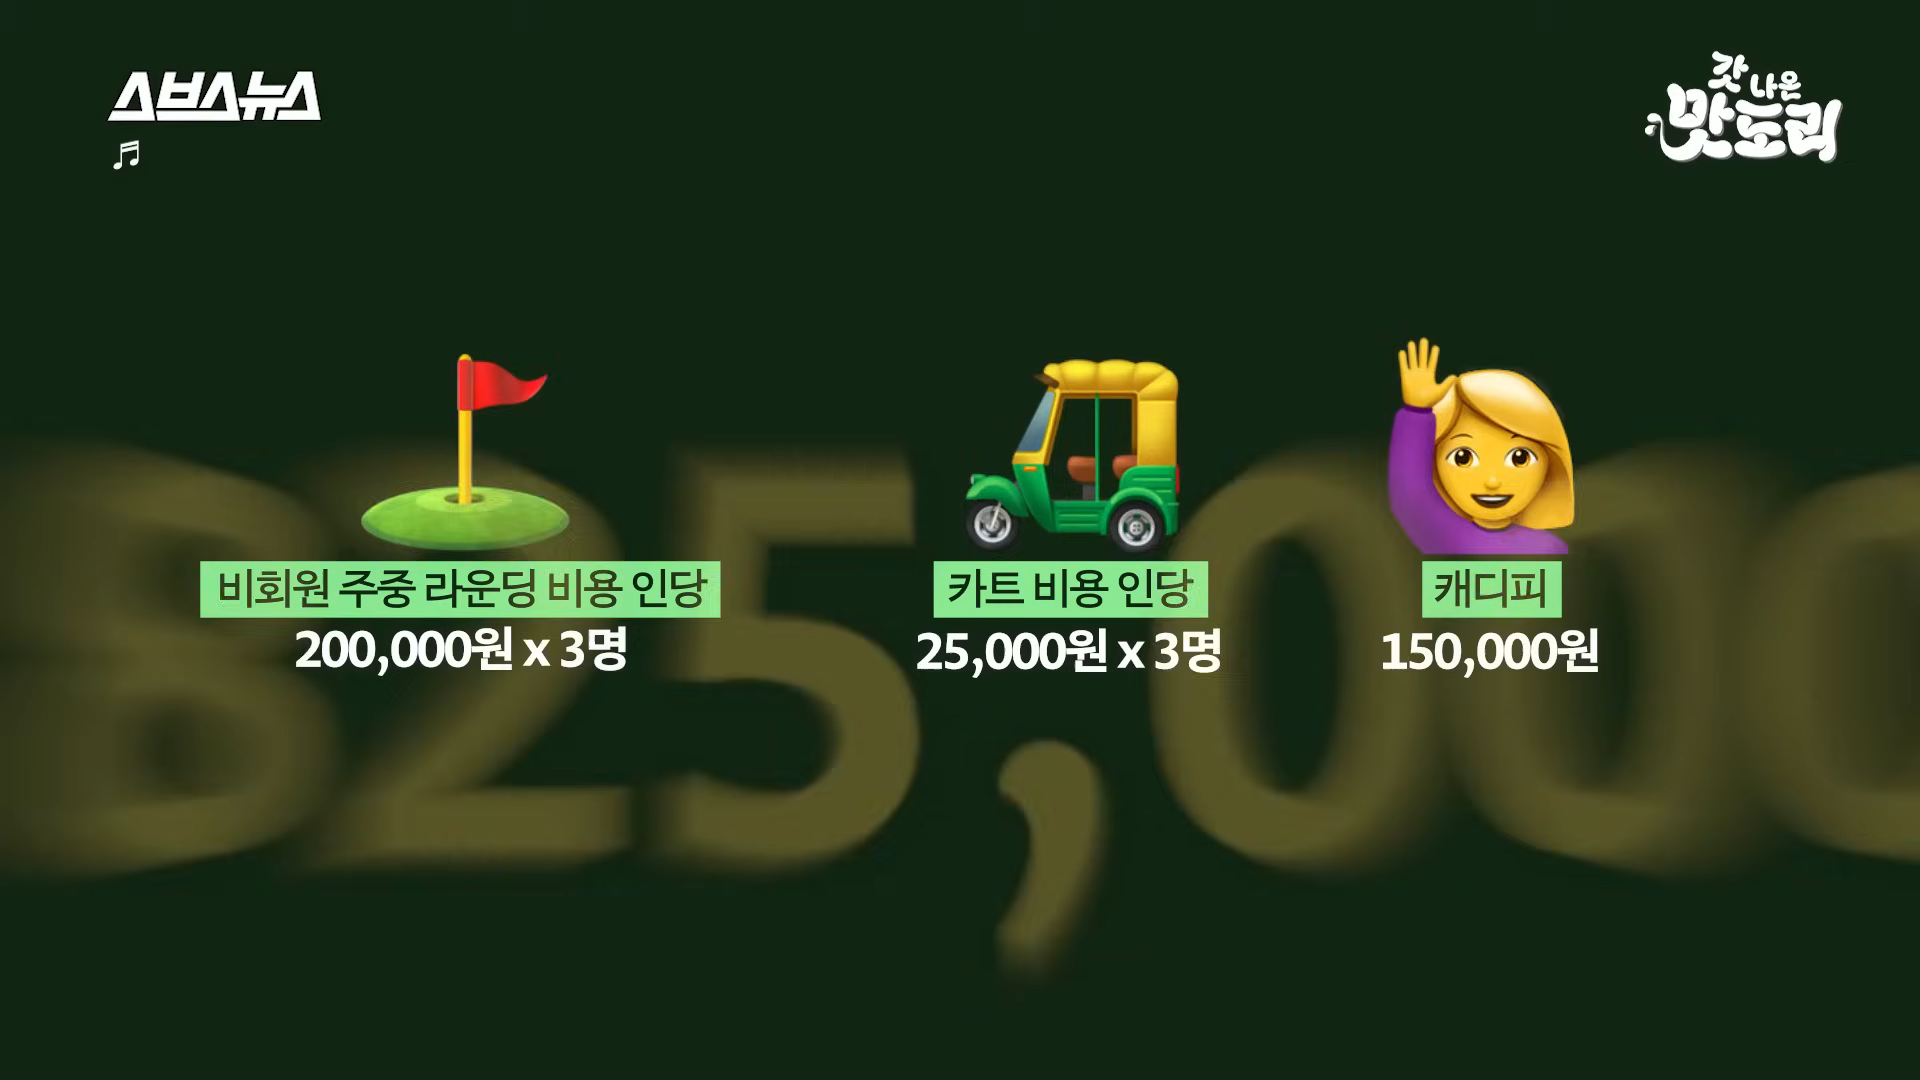 스브스뉴스
갓 나온
맛도리
비회원 주중 라운딩 비용 인당
200,000원 x 3명
카트 비용 인당
25,000원 x 3명
캐디피
150,000원
825,000